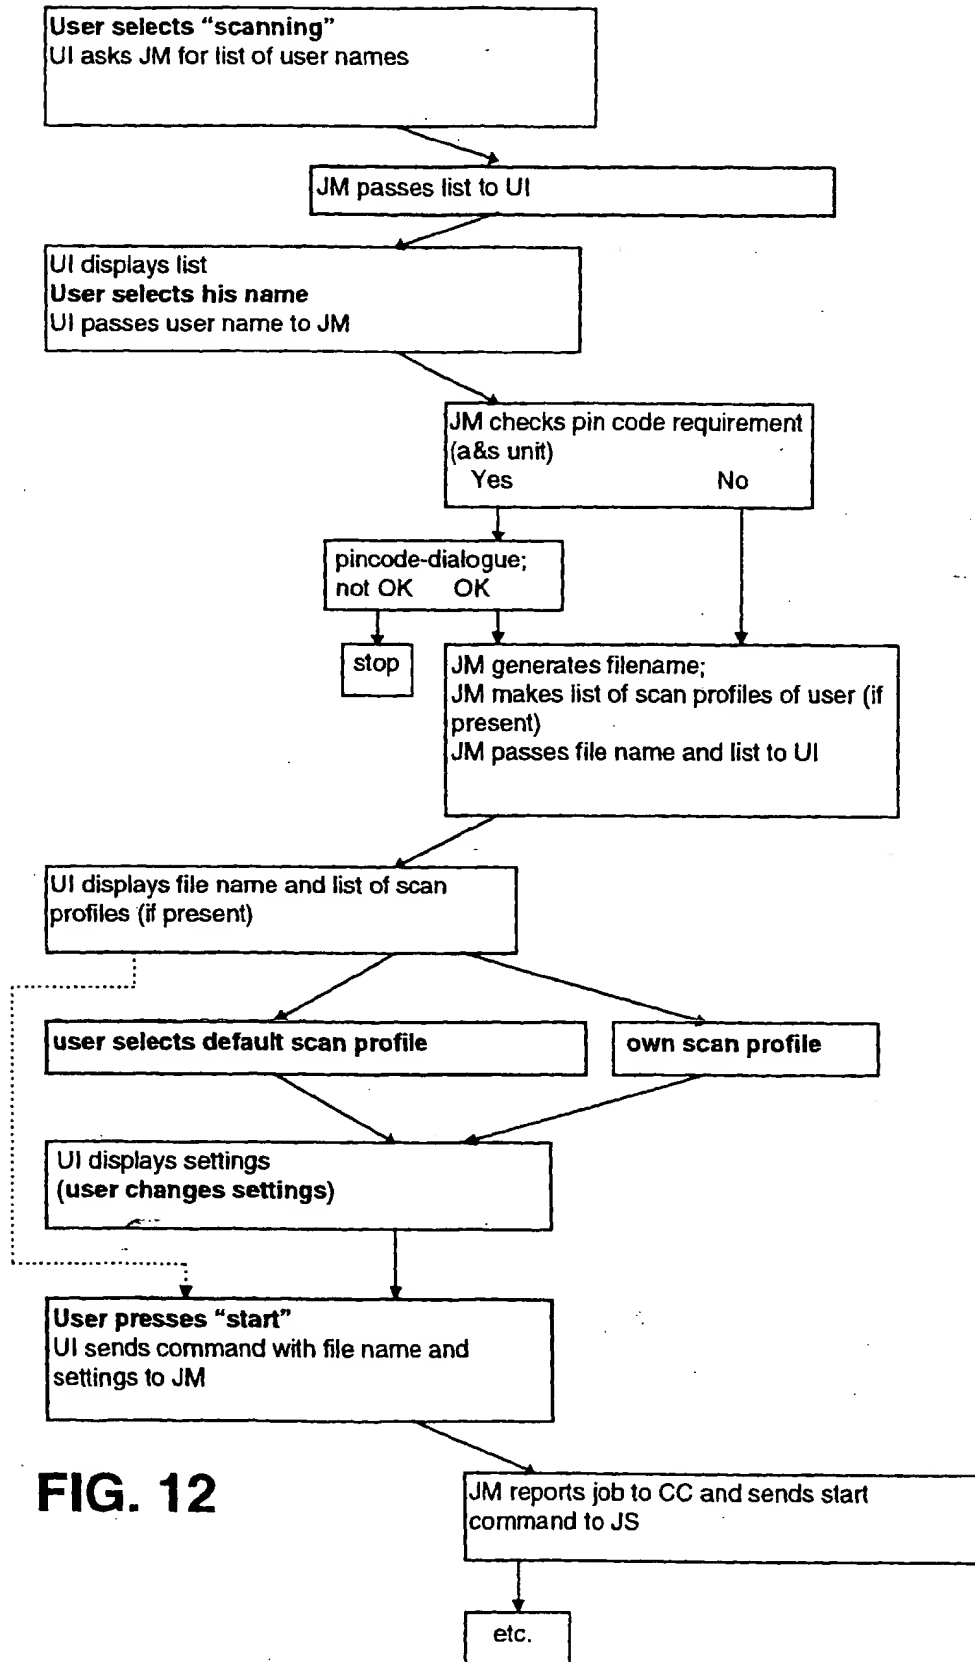 User selects “scanning”
UI asks JM for list of user names
JM passes list to UI
UI displays list
User selects his name
UI passes user name to JM
JM checks pin code requirement
(a&s unit)
Yes No
pincode-dialogue;
not OK OK
stop
JM generates filename;
JM makes list of scan profiles of user (if
present)
JM passes file name and list to UI
UI displays file name and list of scan
profiles (if present)
user selects default scan profile
own scan profile
UI displays settings
(user changes settings)
User presses “start”
UI sends command with file name and
settings to JM
FIG. 12
JM reports job to CC and sends start
command to JS
etc.